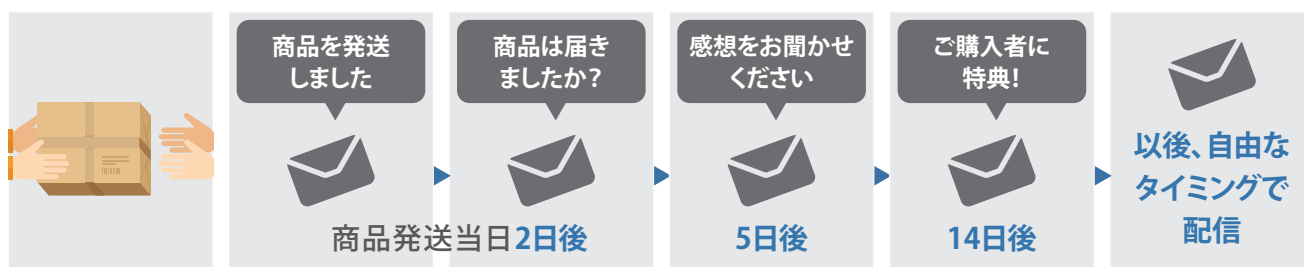 商品を発送
しました
商品発送当日
商品は届き
ましたか？
2日後
感想をお聞かせ
ください
5日後
ご購入者に
特典！
14日後
以後、自由な
タイミングで
配信